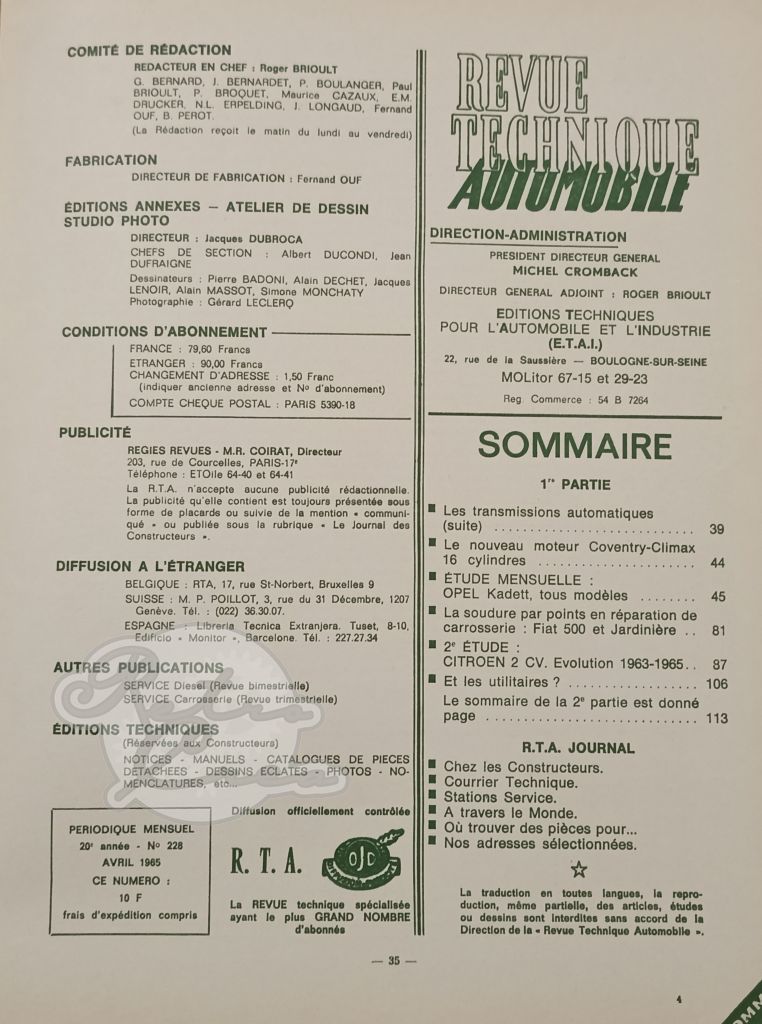 COMITÉ DE RÉDACTION
REDACTEUR EN CHEF : Roger BRIOULT
G. BERNARD, J. BERNARDET, P. BOULANGER, Paul
BRIOULT, P. BROQUET, Maurice CAZAUX, E.M.
DRUCKER, N.L. ERPELDING, J. LONGAUD, Fernand
OUF, B. PEROT.
(La Rédaction reçoit le matin du lundi au vendredi)
FABRICATION
DIRECTEUR DE FABRICATION : Fernand OUF
ÉDITIONS ANNEXES — ATELIER DE DESSIN
STUDIO PHOTO
DIRECTEUR : Jacques DUBROCA
CHEFS DE SECTION : Albert DUCONDI, Jean
DUFRAIGNE
Dessinateurs : Pierre BADONI, Alain DECHET, Jacques
LENOIR, Alain MASSOT, Simone MONCHATY
Photographie : Gérard LECLERQ
CONDITIONS D'ABONNEMENT
FRANCE : 79,60 Francs
ETRANGER : 90,00 Francs
CHANGEMENT D'ADRESSE : 1,50 Franc
(indiquer ancienne adresse et No d'abonnement)
COMPTE CHEQUE POSTAL : PARIS 5390-18
PUBLICITÉ
REGIES REVUES - M.R. COIRAT, Directeur
203, rue de Courcelles, PARIS-17e
Téléphone : ETOile 64-40 et 64-41
La R.T.A. n'accepte aucune publicité rédactionnelle.
La publicité qu'elle contient est toujours présentée sous
forme de placards ou suivie de la mention « communi-
qué » ou publiée sous la rubrique « Le Journal des
Constructeurs ».
DIFFUSION A L'ÉTRANGER
BELGIQUE : RTA, 17, rue St-Norbert, Bruxelles 9
SUISSE : M. P. POILLOT, 3, rue du 31 Décembre, 1207
Genève. Tél. : (022) 36.30.07.
ESPAGNE : Libreria Tecnica Extranjera. Tuset, 8-10,
Edificio « Monitor », Barcelone. Tél. : 227.27.34
AUTRES PUBLICATIONS
SERVICE Diesel (Revue bimestrielle)
SERVICE Carrosserie (Revue trimestrielle)
ÉDITIONS TECHNIQUES
(Réservées aux Constructeurs)
NOTICES - MANUELS - CATALOGUES DE PIECES
DETACHEES - DESSINS ECLATES - PHOTOS - NO-
MENCLATURES, etc...
PERIODIQUE MENSUEL
20e année - No 228
AVRIL 1965
CE NUMERO :
10 F
frais d'expédition compris
Diffusion officiellement contrôlée
R. T. A.
OJD
La REVUE technique spécialisée
ayant le plus GRAND NOMBRE
d'abonnés
REVUE
TECHNIQUE
AUTOMOBILE
DIRECTION-ADMINISTRATION
PRESIDENT DIRECTEUR GENERAL
MICHEL CROMBACK
DIRECTEUR GENERAL ADJOINT : ROGER BRIOULT
EDITIONS TECHNIQUES
POUR L'AUTOMOBILE ET L'INDUSTRIE
(E.T.A.I.)
22, rue de la Saussière — BOULOGNE-SUR-SEINE
MOLitor 67-15 et 29-23
Reg. Commerce : 54 B 7264
SOMMAIRE
1re PARTIE
■ Les transmissions automatiques
(suite) .......................... 39
■ Le nouveau moteur Coventry-Climax
16 cylindres .................... 44
■ ÉTUDE MENSUELLE :
OPEL Kadett, tous modèles ........ 45
■ La soudure par points en réparation de
carrosserie : Fiat 500 et Jardinière .. 81
■ 2e ÉTUDE :
CITROEN 2 CV. Evolution 1963-1965.. 87
■ Et les utilitaires ? ................ 106
Le sommaire de la 2e partie est donné
page .......................... 113
R.T.A. JOURNAL
■ Chez les Constructeurs.
■ Courrier Technique.
■ Stations Service.
■ A travers le Monde.
■ Où trouver des pièces pour...
■ Nos adresses sélectionnées.
La traduction en toutes langues, la repro-
duction, même partielle, des articles, études
ou dessins sont interdites sans accord de la
Direction de la « Revue Technique Automobile ».
— 35 —
4